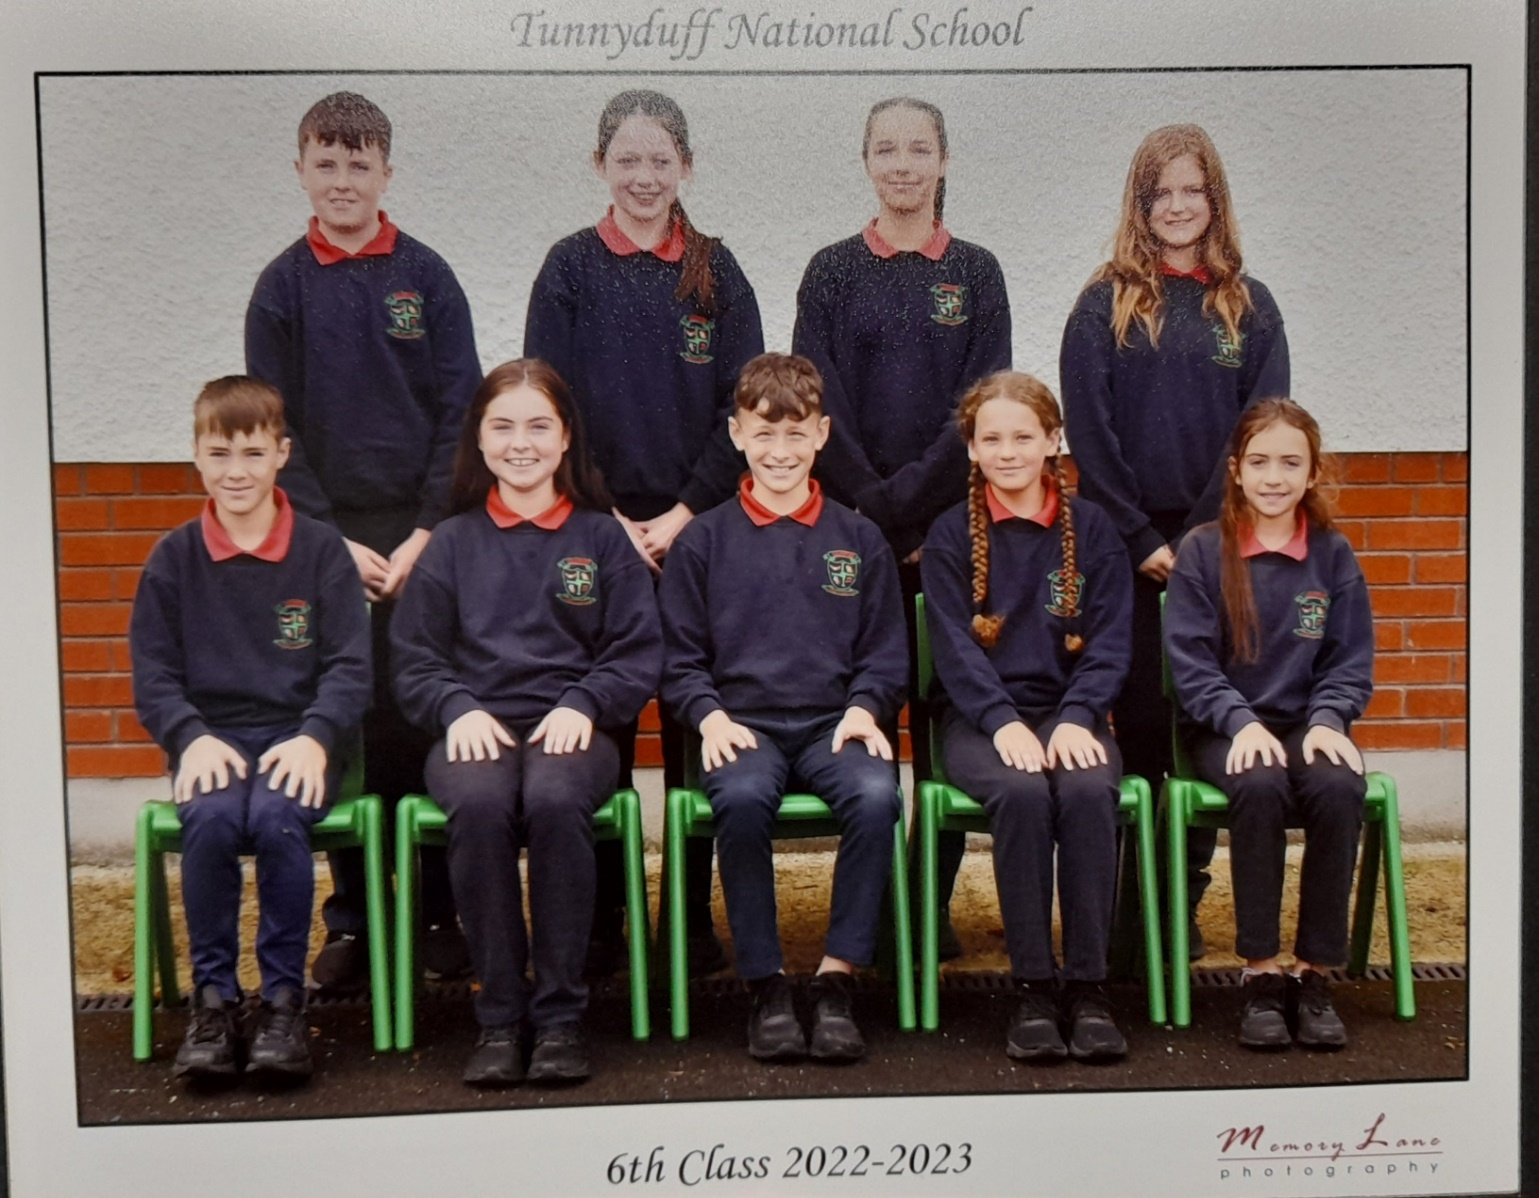 Tunnyduff National School
6th Class 2022-2023
Memory Lane
photography